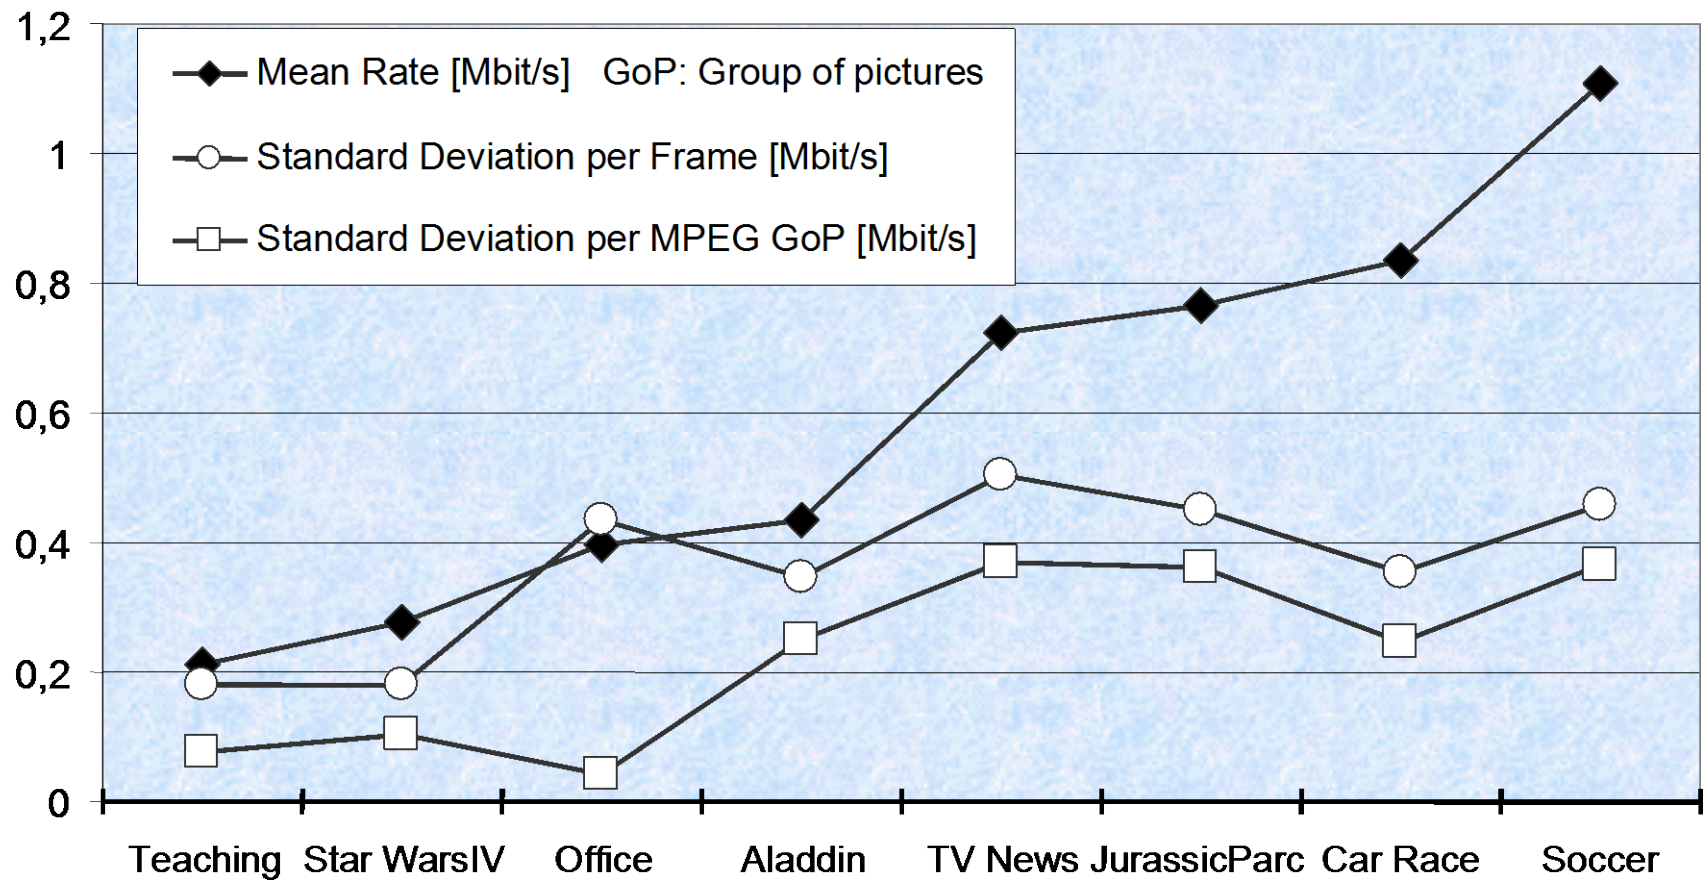 1,2
Mean Rate [Mbit/s] GoP: Group of pictures
Standard Deviation per Frame [Mbit/s]
Standard Deviation per MPEG GoP [Mbit/s]
1
0,8
0,6
0,4
0,2
0
Teaching Star WarsIV Office Aladdin TV News JurassicParc Car Race Soccer